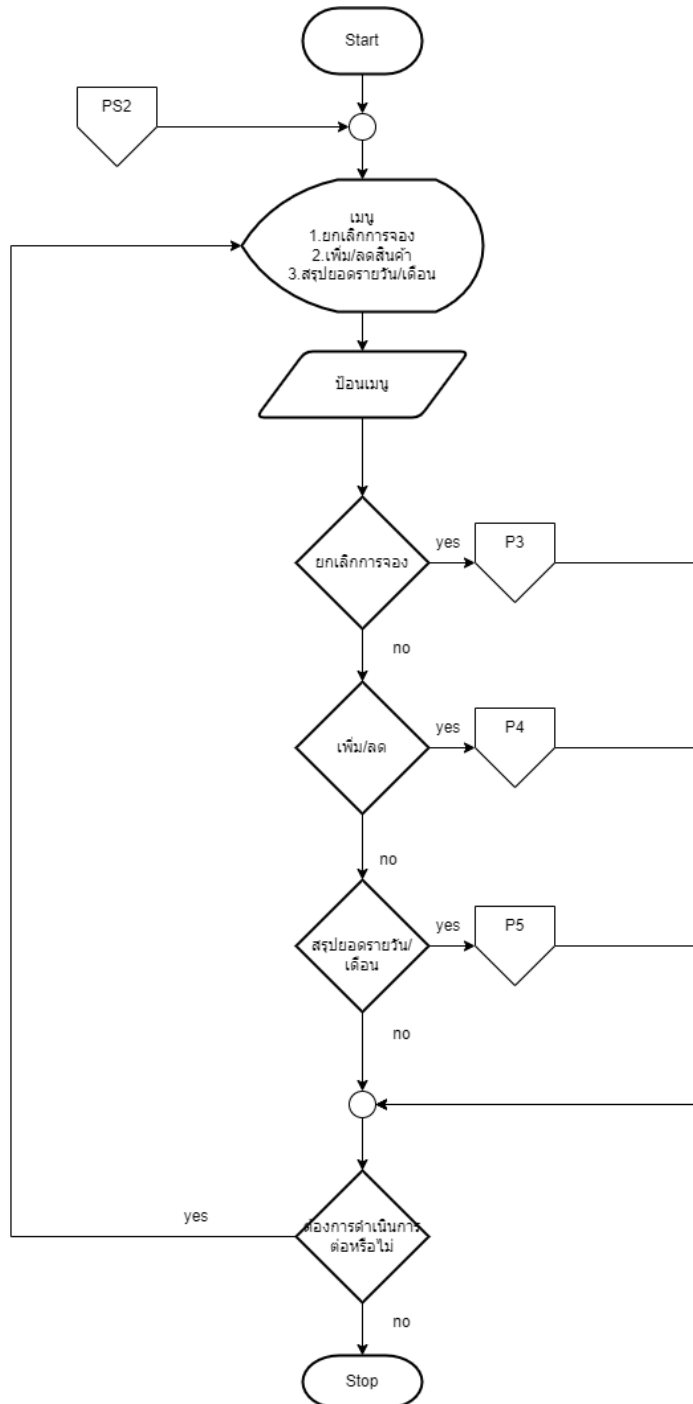 Start
PS2
เมนู
1.ยกเลิกการจอง
2.เพิ่ม/ลดสินค้า
3.สรุปยอดรายวัน/เดือน
ป้อนเมนู
ยกเลิกการจอง
yes
P3
no
เพิ่ม/ลด
yes
P4
no
สรุปยอดรายวัน/
เดือน
yes
P5
no
ต้องการดำเนินการ
ต่อหรือไม่
yes
no
Stop